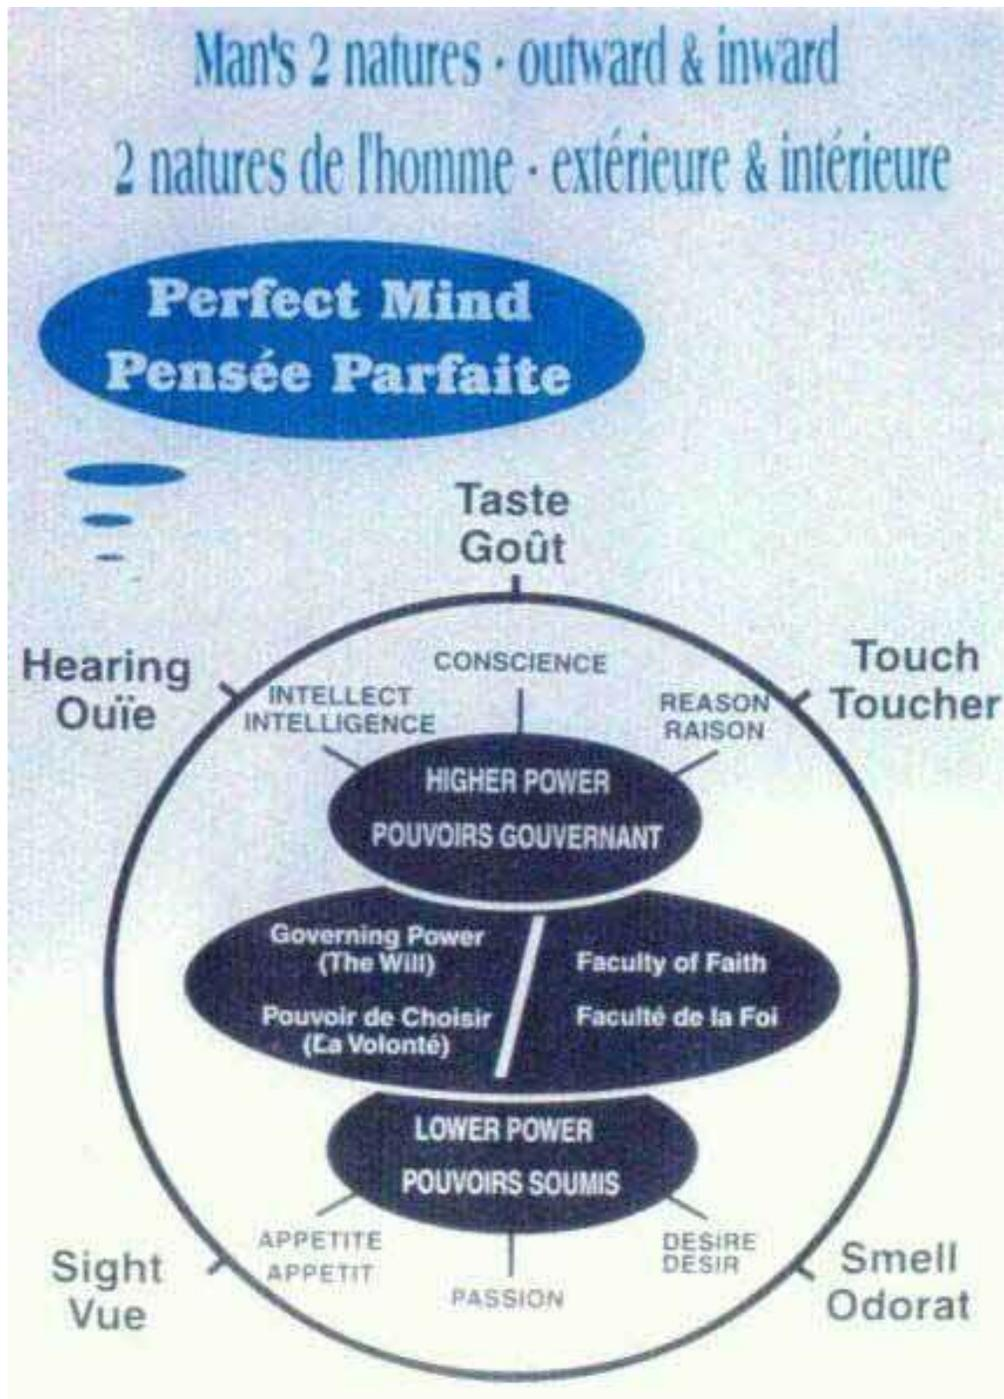 Man's 2 natures · outward & inward
2 natures de l'homme · extérieure & intérieure
Perfect Mind
Pensée Parfaite
Taste
Goût
Hearing
Ouïe
Touch
Toucher
CONSCIENCE
INTELLECT
INTELLIGENCE
REASON
RAISON
HIGHER POWER
POUVOIRS GOUVERNANT
Governing Power
(The Will)
Pouvoir de Choisir
(La Volonté)
Faculty of Faith
Faculté de la Foi
LOWER POWER
POUVOIRS SOUMIS
APPETITE
APPETIT
PASSION
DESIRE
DESIR
Sight
Vue
Smell
Odorat